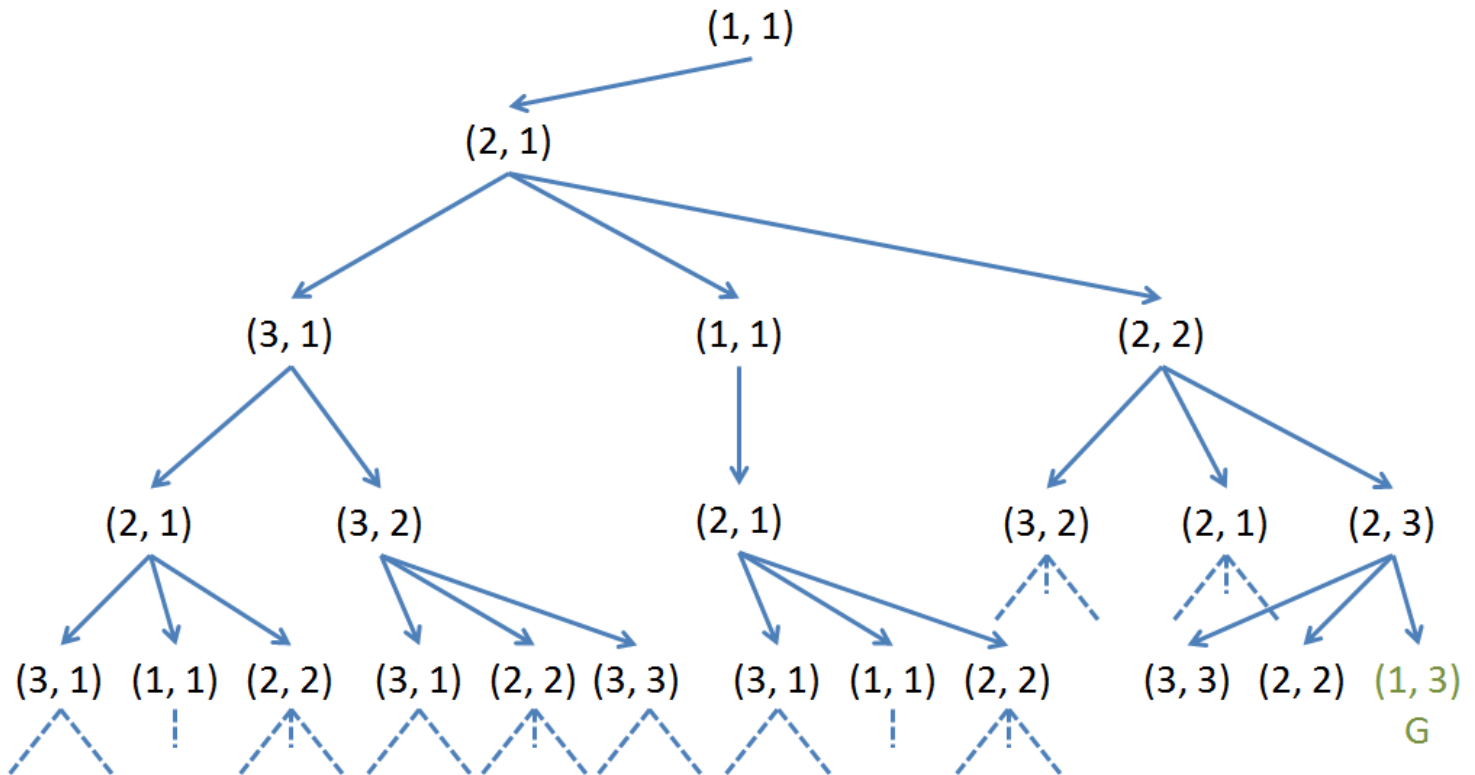 (1, 1)
(2, 1)
(3, 1) (1, 1) (2, 2)
(2, 1) (3, 2) (2, 1) (3, 2) (2, 1) (2, 3)
(3, 1) (1, 1) (2, 2) (3, 1) (2, 2) (3, 3) (3, 1) (1, 1) (2, 2) (3, 3) (2, 2) (1, 3)
G